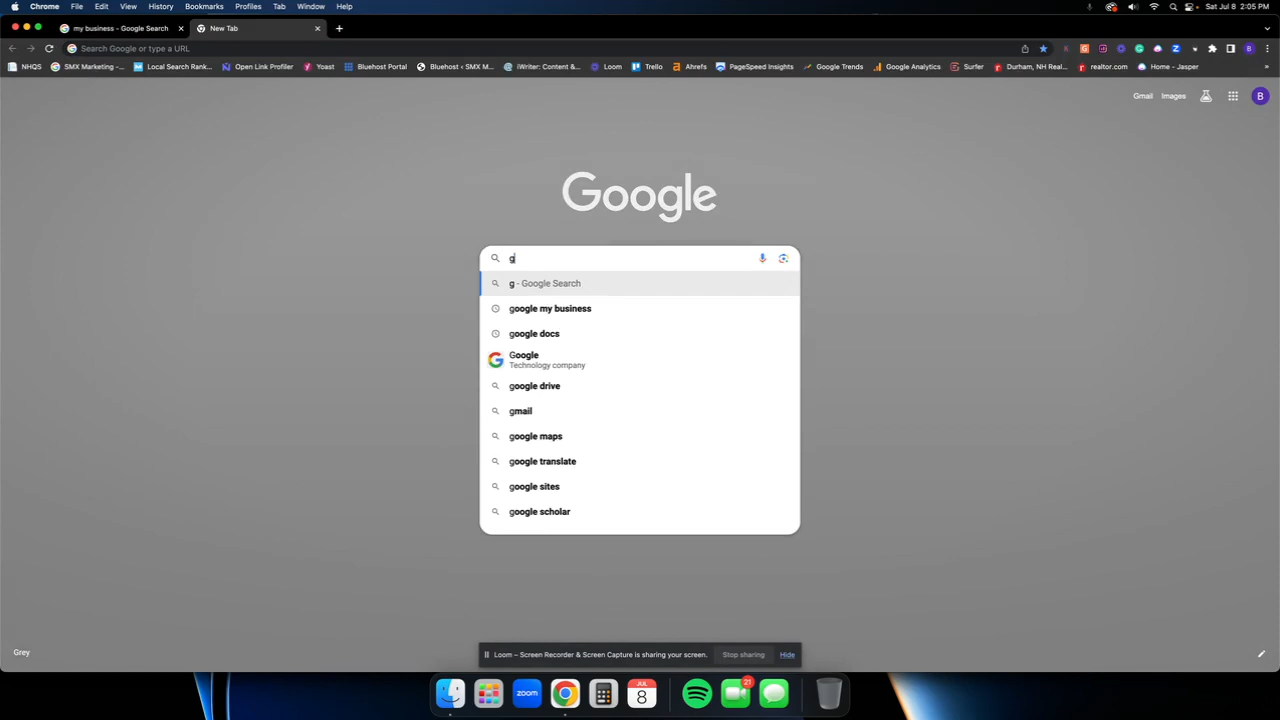 Chrome File Edit View History Bookmarks Profiles Tab Window Help Sat Jul 8 2:05 PM
my business - Google Search New Tab
Search Google or type a URL
NHQS SMX Marketing -... Local Search Rank... Open Link Profiler Yoast Bluehost Portal Bluehost ‹ SMX M... iWriter: Content &... Loom Trello Ahrefs PageSpeed Insights Google Trends Google Analytics Surfer Durham, NH Real... realtor.com Home - Jasper »
Gmail Images B
Google
g
g - Google Search
google my business
google docs
Google
Technology company
google drive
gmail
google maps
google translate
google sites
google scholar
Grey
Loom – Screen Recorder & Screen Capture is sharing your screen. Stop sharing Hide
zoom JUL 8 21